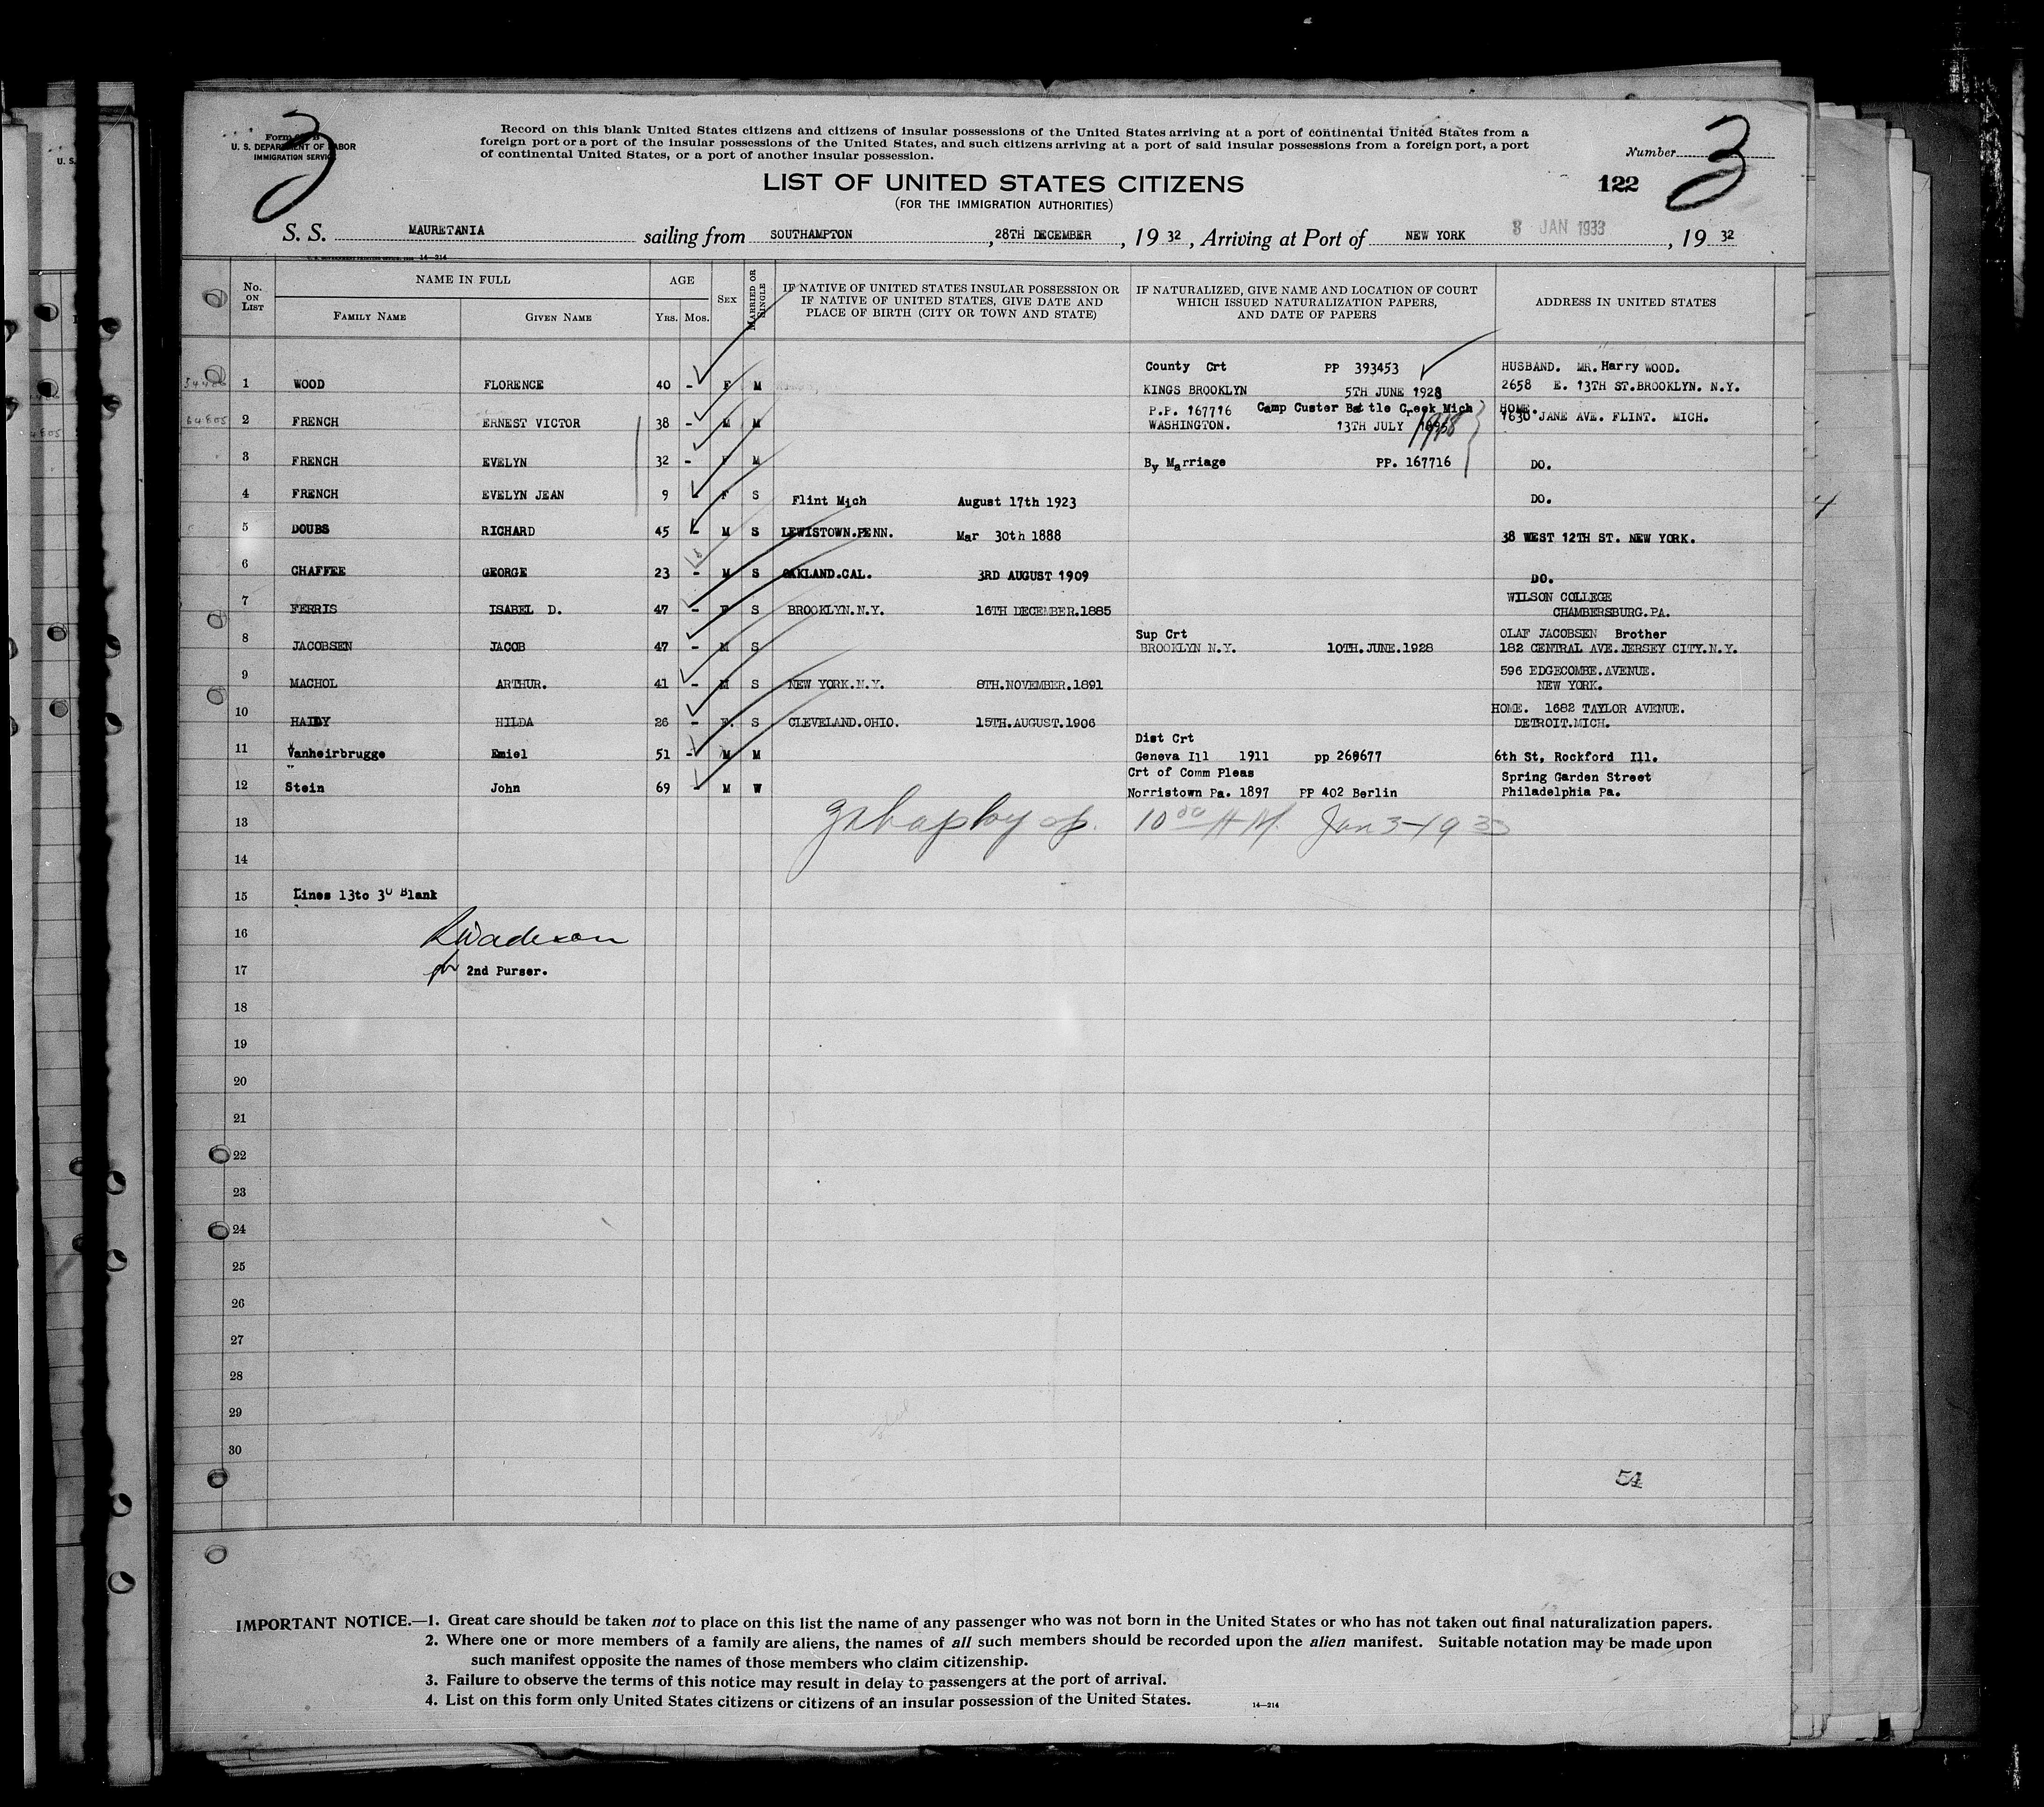 3
Form
U. S. DEPARTMENT OF LABOR
IMMIGRATION SERVICE
Record on this blank United States citizens and citizens of insular possessions of the United States arriving at a port of continental United States from a
foreign port or a port of the insular possessions of the United States, and such citizens arriving at a port of said insular possessions from a foreign port, a port
of continental United States, or a port of another insular possession.
Number 3
LIST OF UNITED STATES CITIZENS
(FOR THE IMMIGRATION AUTHORITIES)
122
S. S. MAURETANIA sailing from SOUTHAMPTON, 28TH DECEMBER, 19 32, Arriving at Port of NEW YORK 3 JAN 1933, 19 32
14—214
No. ON LIST
NAME IN FULL
FAMILY NAME
GIVEN NAME
AGE
YRS. MOS.
SEX
MARRIED OR SINGLE
IF NATIVE OF UNITED STATES INSULAR POSSESSION OR
IF NATIVE OF UNITED STATES, GIVE DATE AND
PLACE OF BIRTH (CITY OR TOWN AND STATE)
IF NATURALIZED, GIVE NAME AND LOCATION OF COURT
WHICH ISSUED NATURALIZATION PAPERS,
AND DATE OF PAPERS
ADDRESS IN UNITED STATES
County Crt PP 393453 HUSBAND. MR. Harry WOOD.
1 WOOD FLORENCE 40 - F M KINGS BROOKLYN 5TH JUNE 1928 2658 E. 13TH ST.BROOKLYN. N.Y.
P.P. 167716 Camp Custer Battle Creek Mich HOME.
2 FRENCH ERNEST VICTOR 38 - M M WASHINGTON. 13TH JULY 1918 1630 JANE AVE. FLINT. MICH.
3 FRENCH EVELYN 32 - F M By Marriage PP. 167716 DO.
4 FRENCH EVELYN JEAN 9 - F S Flint Mich August 17th 1923 DO.
5 DOUBS RICHARD 45 - M S LEWISTOWN.PENN. Mar 30th 1888 38 WEST 12TH ST. NEW YORK.
6 CHAFFEE GEORGE 23 - M S OAKLAND.CAL. 3RD AUGUST 1909 DO.
WILSON COLLEGE
7 FERRIS ISABEL D. 47 - F S BROOKLYN.N.Y. 16TH DECEMBER.1885 CHAMBERSBURG.PA.
Sup Crt OLAF JACOBSEN Brother
8 JACOBSEN JACOB 47 - M S BROOKLYN N.Y. 10TH.JUNE.1928 182 CENTRAL AVE.JERSEY CITY.N.Y.
596 EDGECOMBE.AVENUE.
9 MACHOL ARTHUR. 41 - M S NEW YORK.N.Y. 8TH.NOVEMBER.1891 NEW YORK.
HOME. 1682 TAYLOR AVENUE.
10 HAIDY HILDA 26 - F. S CLEVELAND.OHIO. 15TH.AUGUST.1906 DETROIT.MICH.
Dist Crt
11 Vanheirbrugge Emiel 51 - M M Geneva Ill 1911 pp 268677 6th St, Rockford Ill.
Crt of Comm Pleas Spring Garden Street
12 Stein John 69 - M W Norristown Pa. 1897 PP 402 Berlin Philadelphia Pa.
13 10 00 A M. Jan 3-1933
14
15 Lines 13to 30 Blank
16
17 2nd Purser.
18
19
20
21
22
23
24
25
26
27
28
29
30
54
IMPORTANT NOTICE.—1. Great care should be taken not to place on this list the name of any passenger who was not born in the United States or who has not taken out final naturalization papers.
2. Where one or more members of a family are aliens, the names of all such members should be recorded upon the alien manifest. Suitable notation may be made upon
such manifest opposite the names of those members who claim citizenship.
3. Failure to observe the terms of this notice may result in delay to passengers at the port of arrival.
4. List on this form only United States citizens or citizens of an insular possession of the United States.
14—214